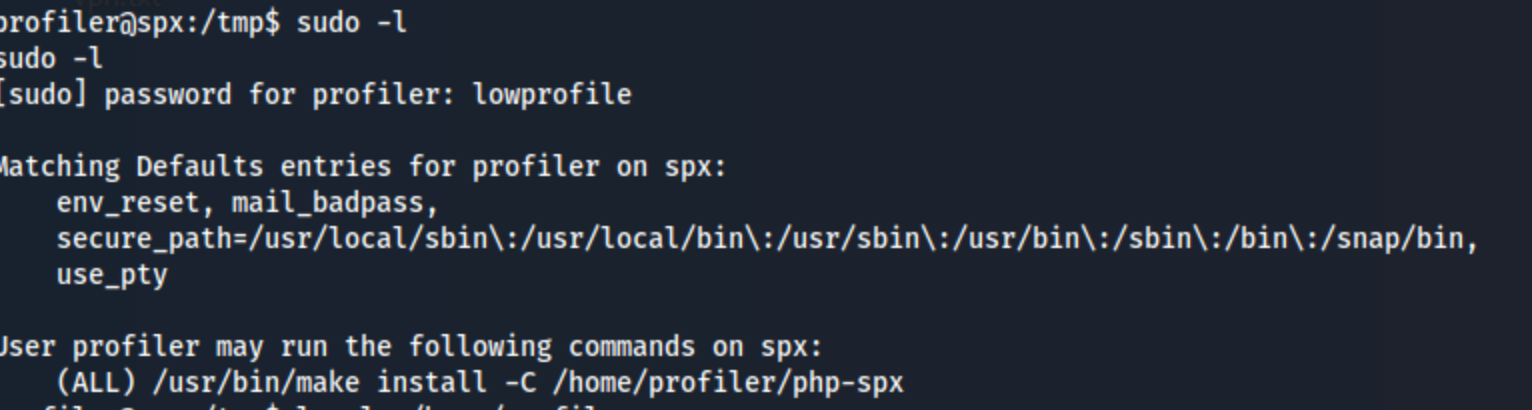 profiler@spx:/tmp$ sudo -l
sudo -l
[sudo] password for profiler: lowprofile
Matching Defaults entries for profiler on spx:
env_reset, mail_badpass,
secure_path=/usr/local/sbin\:/usr/local/bin\:/usr/sbin\:/usr/bin\:/sbin\:/bin\:/snap/bin,
use_pty
User profiler may run the following commands on spx:
(ALL) /usr/bin/make install -C /home/profiler/php-spx